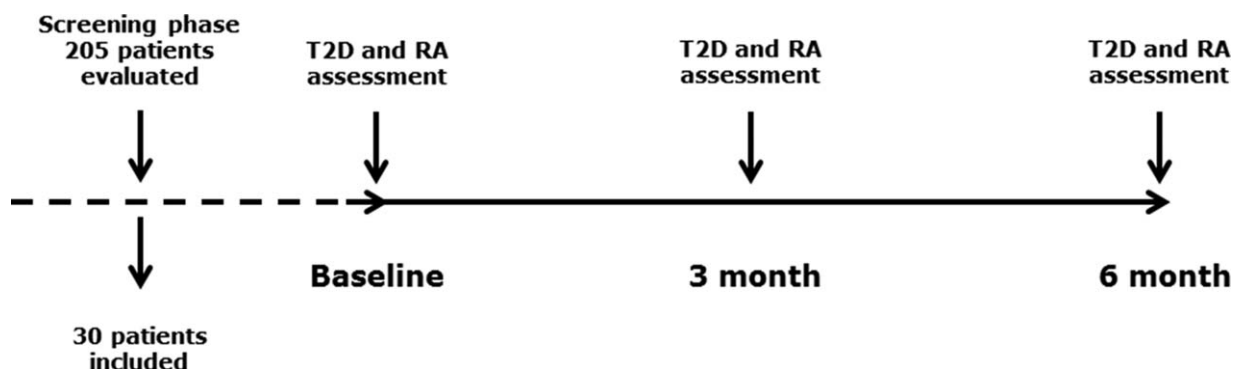 Screening phase
205 patients
evaluated
T2D and RA
assessment
T2D and RA
assessment
T2D and RA
assessment
Baseline
3 month
6 month
30 patients
included